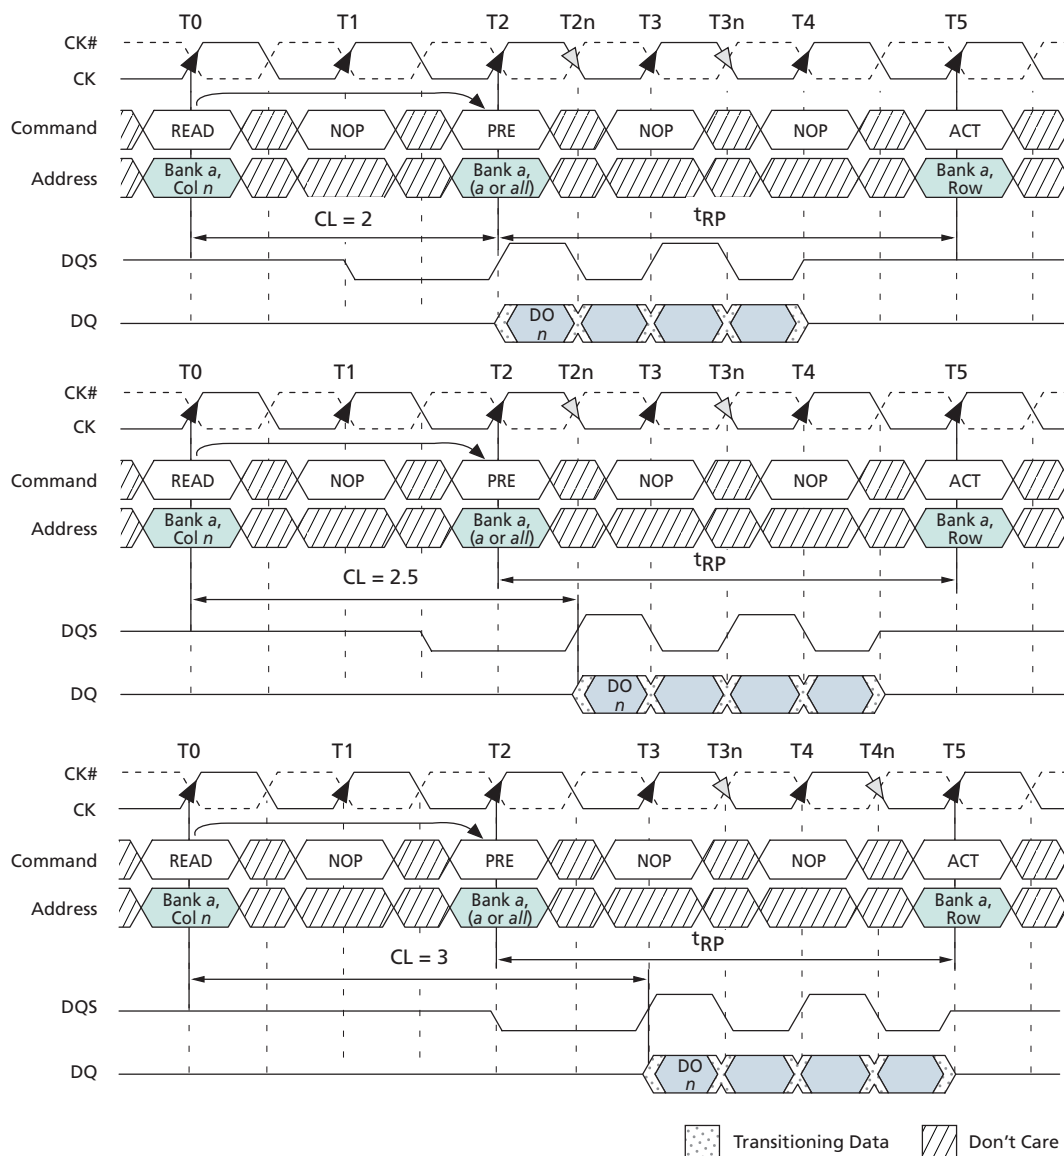 T0 T1 T2 T2n T3 T3n T4 T5
CK#
CK
Command READ NOP PRE NOP NOP ACT
Address Bank a, Bank a, Bank a,
Col n (a or all) Row
CL = 2 tRP
DQS
DQ DO
n
T0 T1 T2 T2n T3 T3n T4 T5
CK#
CK
Command READ NOP PRE NOP NOP ACT
Address Bank a, Bank a, Bank a,
Col n (a or all) Row
tRP
CL = 2.5
DQS
DQ DO
n
T0 T1 T2 T3 T3n T4 T4n T5
CK#
CK
Command READ NOP PRE NOP NOP ACT
Address Bank a, Bank a, Bank a,
Col n (a or all) Row
tRP
CL = 3
DQS
DQ DO
n
Transitioning Data Don't Care